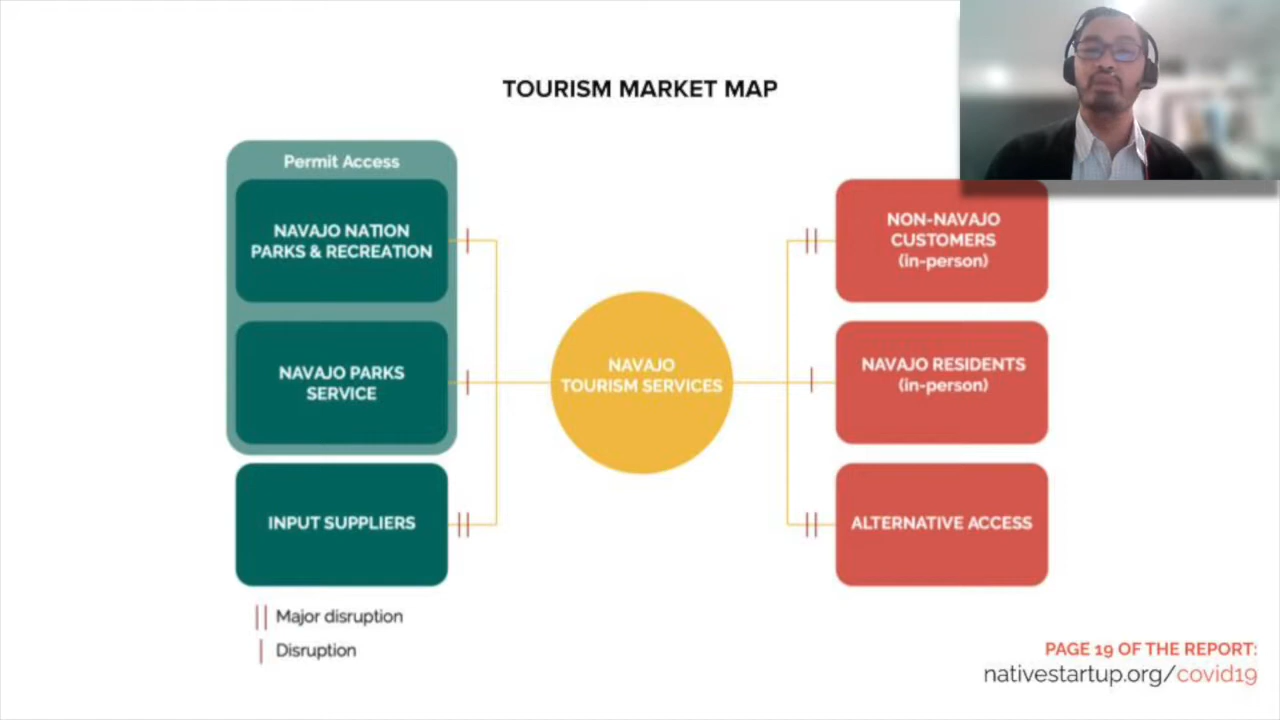 TOURISM MARKET MAP
Permit Access
NAVAJO NATION
PARKS & RECREATION
NAVAJO PARKS
SERVICE
INPUT SUPPLIERS
NAVAJO
TOURISM SERVICES
NON-NAVAJO
CUSTOMERS
(in-person)
NAVAJO RESIDENTS
(in-person)
ALTERNATIVE ACCESS
Major disruption
Disruption
PAGE 19 OF THE REPORT:
nativestartup.org/covid19